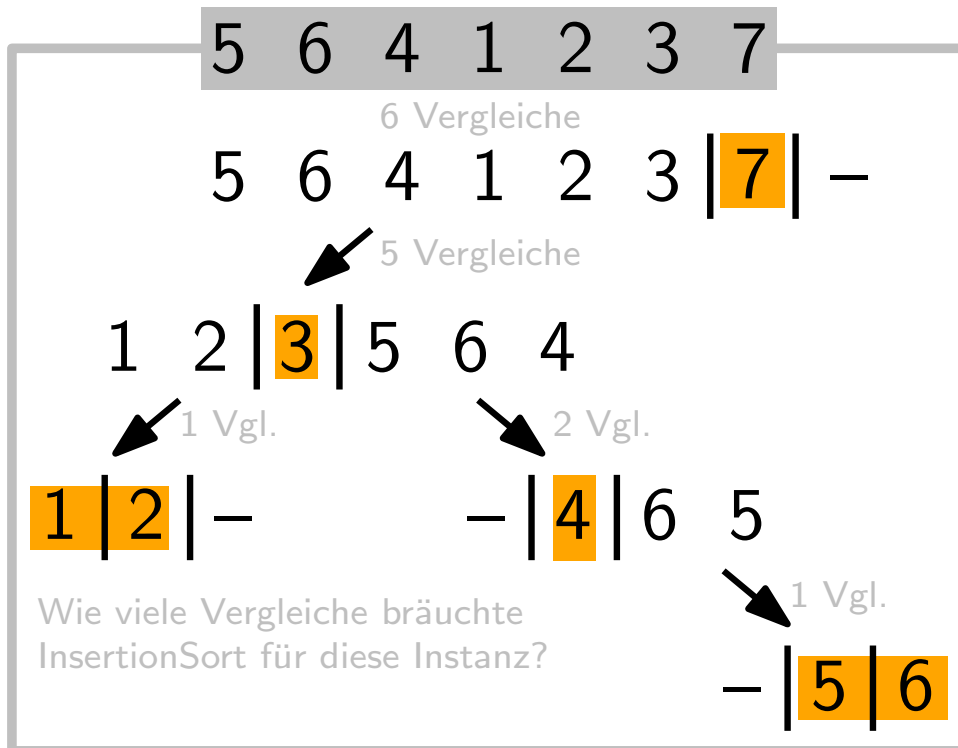 5 6 4 1 2 3 7
6 Vergleiche
5 6 4 1 2 3 | 7 | –
5 Vergleiche
1 2 | 3 | 5 6 4
1 Vgl.
2 Vgl.
1 | 2 | –
– | 4 | 6 5
1 Vgl.
Wie viele Vergleiche bräuchte
InsertionSort für diese Instanz?
– | 5 | 6